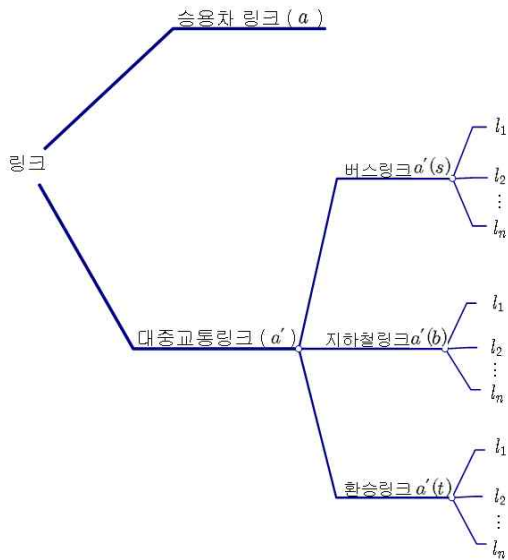 승용차 링크 ( a )
링크
대중교통링크 ( a′ )
버스링크 a′(s)
l₁
l₂
⋮
lₙ
지하철링크 a′(b)
l₁
l₂
⋮
lₙ
환승링크 a′(t)
l₁
l₂
⋮
lₙ